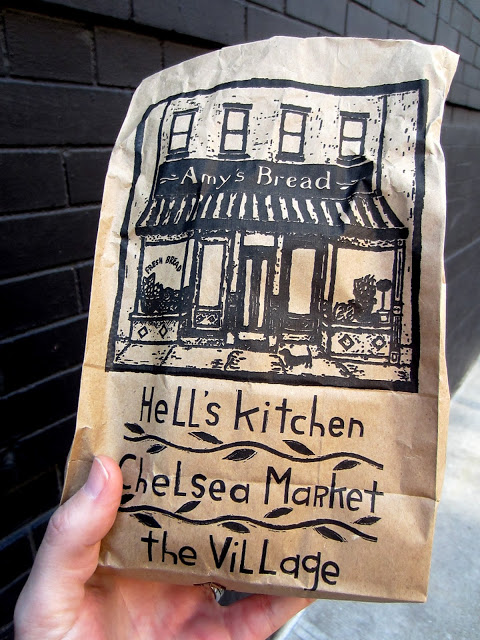 ~Amy's Bread~
FRESH BREAD
HeLL's kitchen
CheLsea Market
the ViLLage